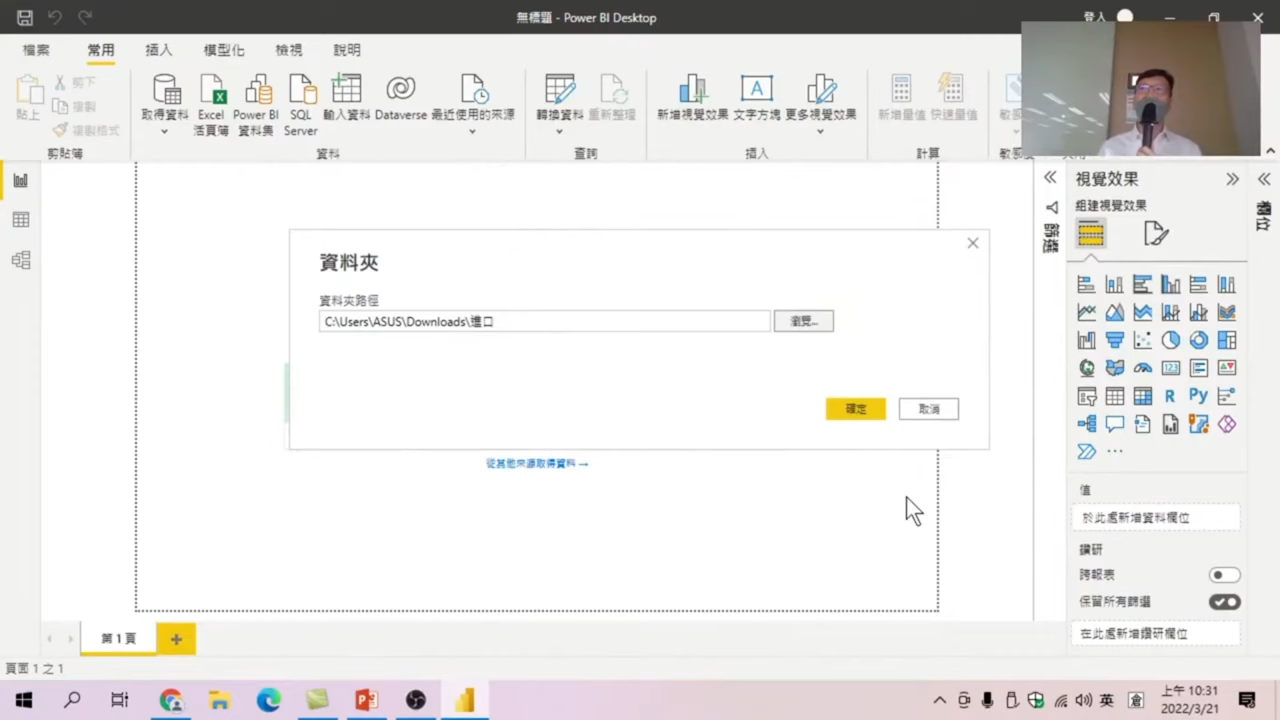 無標題 - Power BI Desktop
登入
檔案 常用 插入 模型化 檢視 說明
貼上
剪下
複製
複製格式
剪貼簿
取得資料
Excel 活頁簿
Power BI 資料集
SQL Server
輸入資料
Dataverse
最近使用的來源
資料
轉換資料
重新整理
查詢
新增視覺效果
文字方塊
更多視覺效果
插入
新增量值
快速量值
計算
資料夾
資料夾路徑
C:\Users\ASUS\Downloads\進口
瀏覽...
確定
取消
從其他來源取得資料 →
篩選
視覺效果
組建視覺效果
123
R
Py
值
於此處新增資料欄位
鑽研
跨報表
保留所有篩選
在此處新增鑽研欄位
欄位
第 1 頁
頁面 1 之 1
英
倉
上午 10:31
2022/3/21